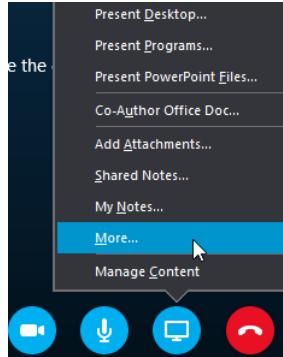 Present Desktop...
Present Programs...
e the
Present PowerPoint Files...
Co-Author Office Doc...
Add Attachments...
Shared Notes...
My Notes...
More...
Manage Content